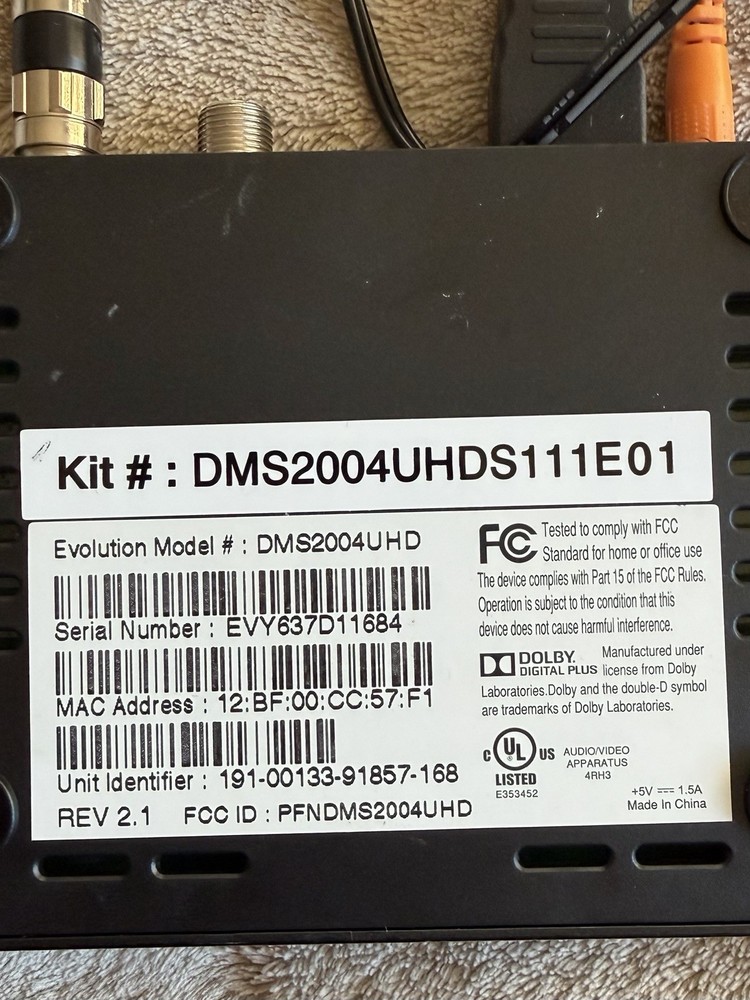 Kit # : DMS2004UHDS111E01
Evolution Model # : DMS2004UHD
Serial Number : EVY637D11684
MAC Address : 12:BF:00:CC:57:F1
Unit Identifier : 191-00133-91857-168
REV 2.1 FCC ID : PFNDMS2004UHD
FC Tested to comply with FCC
Standard for home or office use
The device complies with Part 15 of the FCC Rules.
Operation is subject to the condition that this
device does not cause harmful interference.
DOLBY. Manufactured under
DIGITAL PLUS license from Dolby
Laboratories.Dolby and the double-D symbol
are trademarks of Dolby Laboratories.
c UL US
LISTED
E353452
AUDIO/VIDEO
APPARATUS
4RH3
+5V ⎓ 1.5A
Made In China